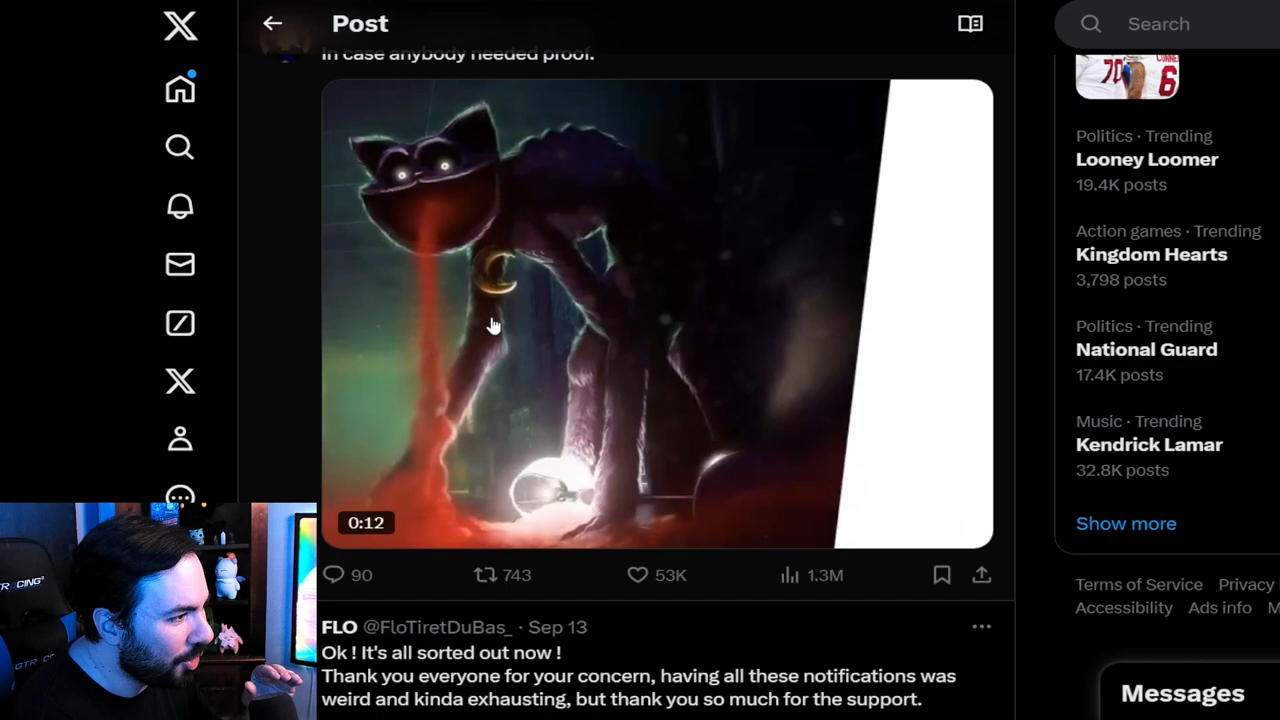 Post
Search
In case anybody needed proof.
0:12
90
743
53K
1.3M
FLO @FloTiretDuBas_ · Sep 13
Ok ! It's all sorted out now !
Thank you everyone for your concern, having all these notifications was
weird and kinda exhausting, but thank you so much for the support.
70
6
Politics · Trending
Looney Loomer
19.4K posts
Action games · Trending
Kingdom Hearts
3,798 posts
Politics · Trending
National Guard
17.4K posts
Music · Trending
Kendrick Lamar
32.8K posts
Show more
Terms of Service Privacy
Accessibility Ads info
Messages